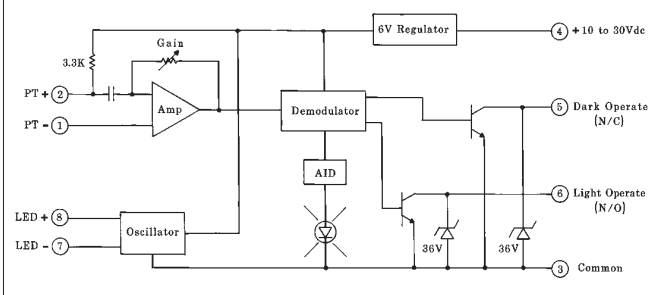 Gain
6V Regulator
4 +10 to 30Vdc
3.3K
PT+ 2
Amp
Demodulator
5 Dark Operate
(N/C)
PT- 1
AID
6 Light Operate
(N/O)
LED+ 8
Oscillator
LED- 7
36V
36V
3 Common